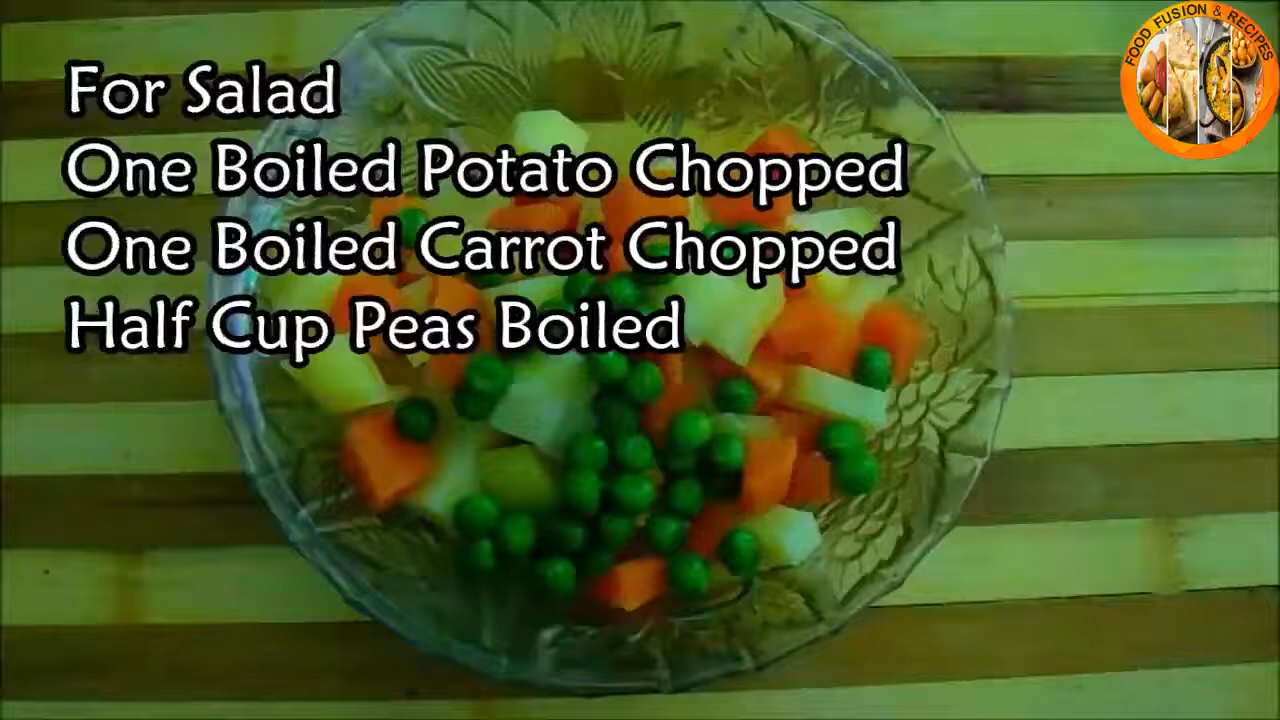 For Salad
One Boiled Potato Chopped
One Boiled Carrot Chopped
Half Cup Peas Boiled
FOOD FUSION & RECIPES